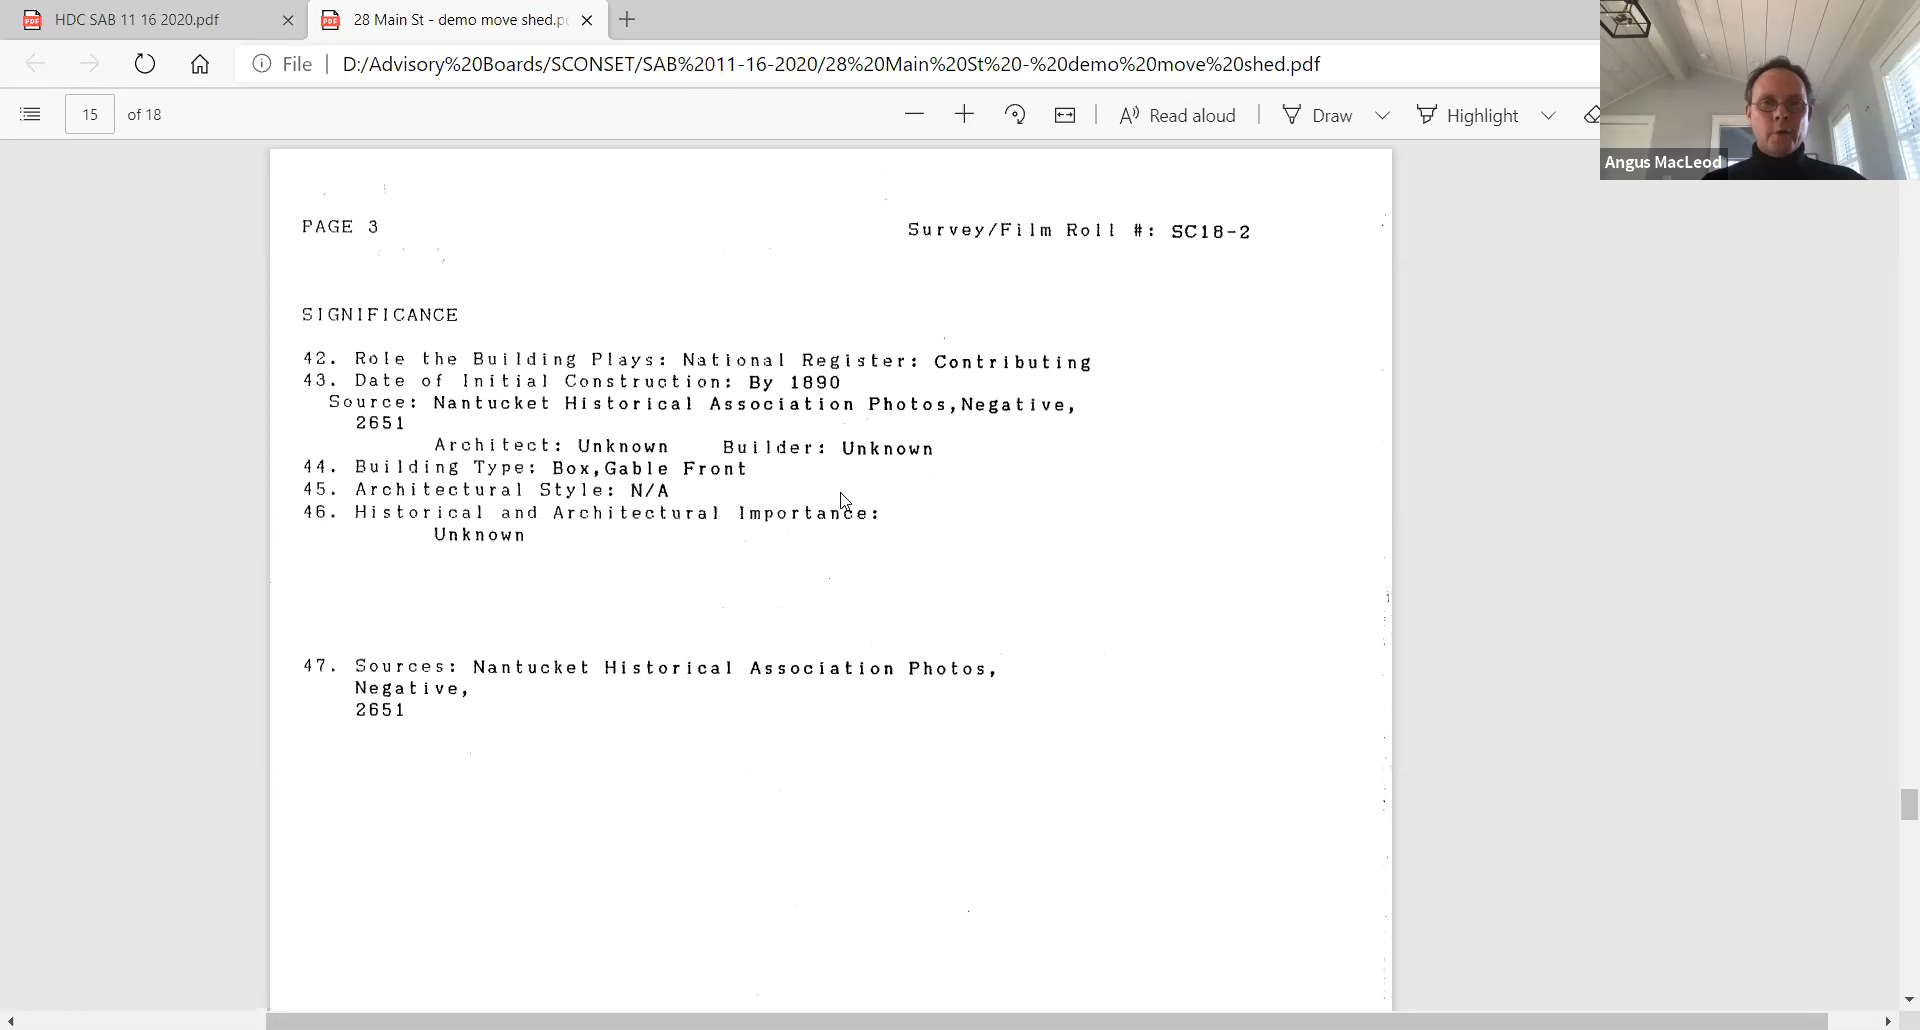 HDC SAB 11 16 2020.pdf
28 Main St - demo move shed.p
File
D:/Advisory%20Boards/SCONSET/SAB%2011-16-2020/28%20Main%20St%20-%20demo%20move%20shed.pdf
15 of 18
Read aloud
Draw
Highlight
Angus MacLeod
PAGE 3
Survey/Film Roll #: SC18-2
SIGNIFICANCE
42. Role the Building Plays: National Register: Contributing
43. Date of Initial Construction: By 1890
Source: Nantucket Historical Association Photos,Negative,
2651
Architect: Unknown Builder: Unknown
44. Building Type: Box,Gable Front
45. Architectural Style: N/A
46. Historical and Architectural Importance:
Unknown
47. Sources: Nantucket Historical Association Photos,
Negative,
2651